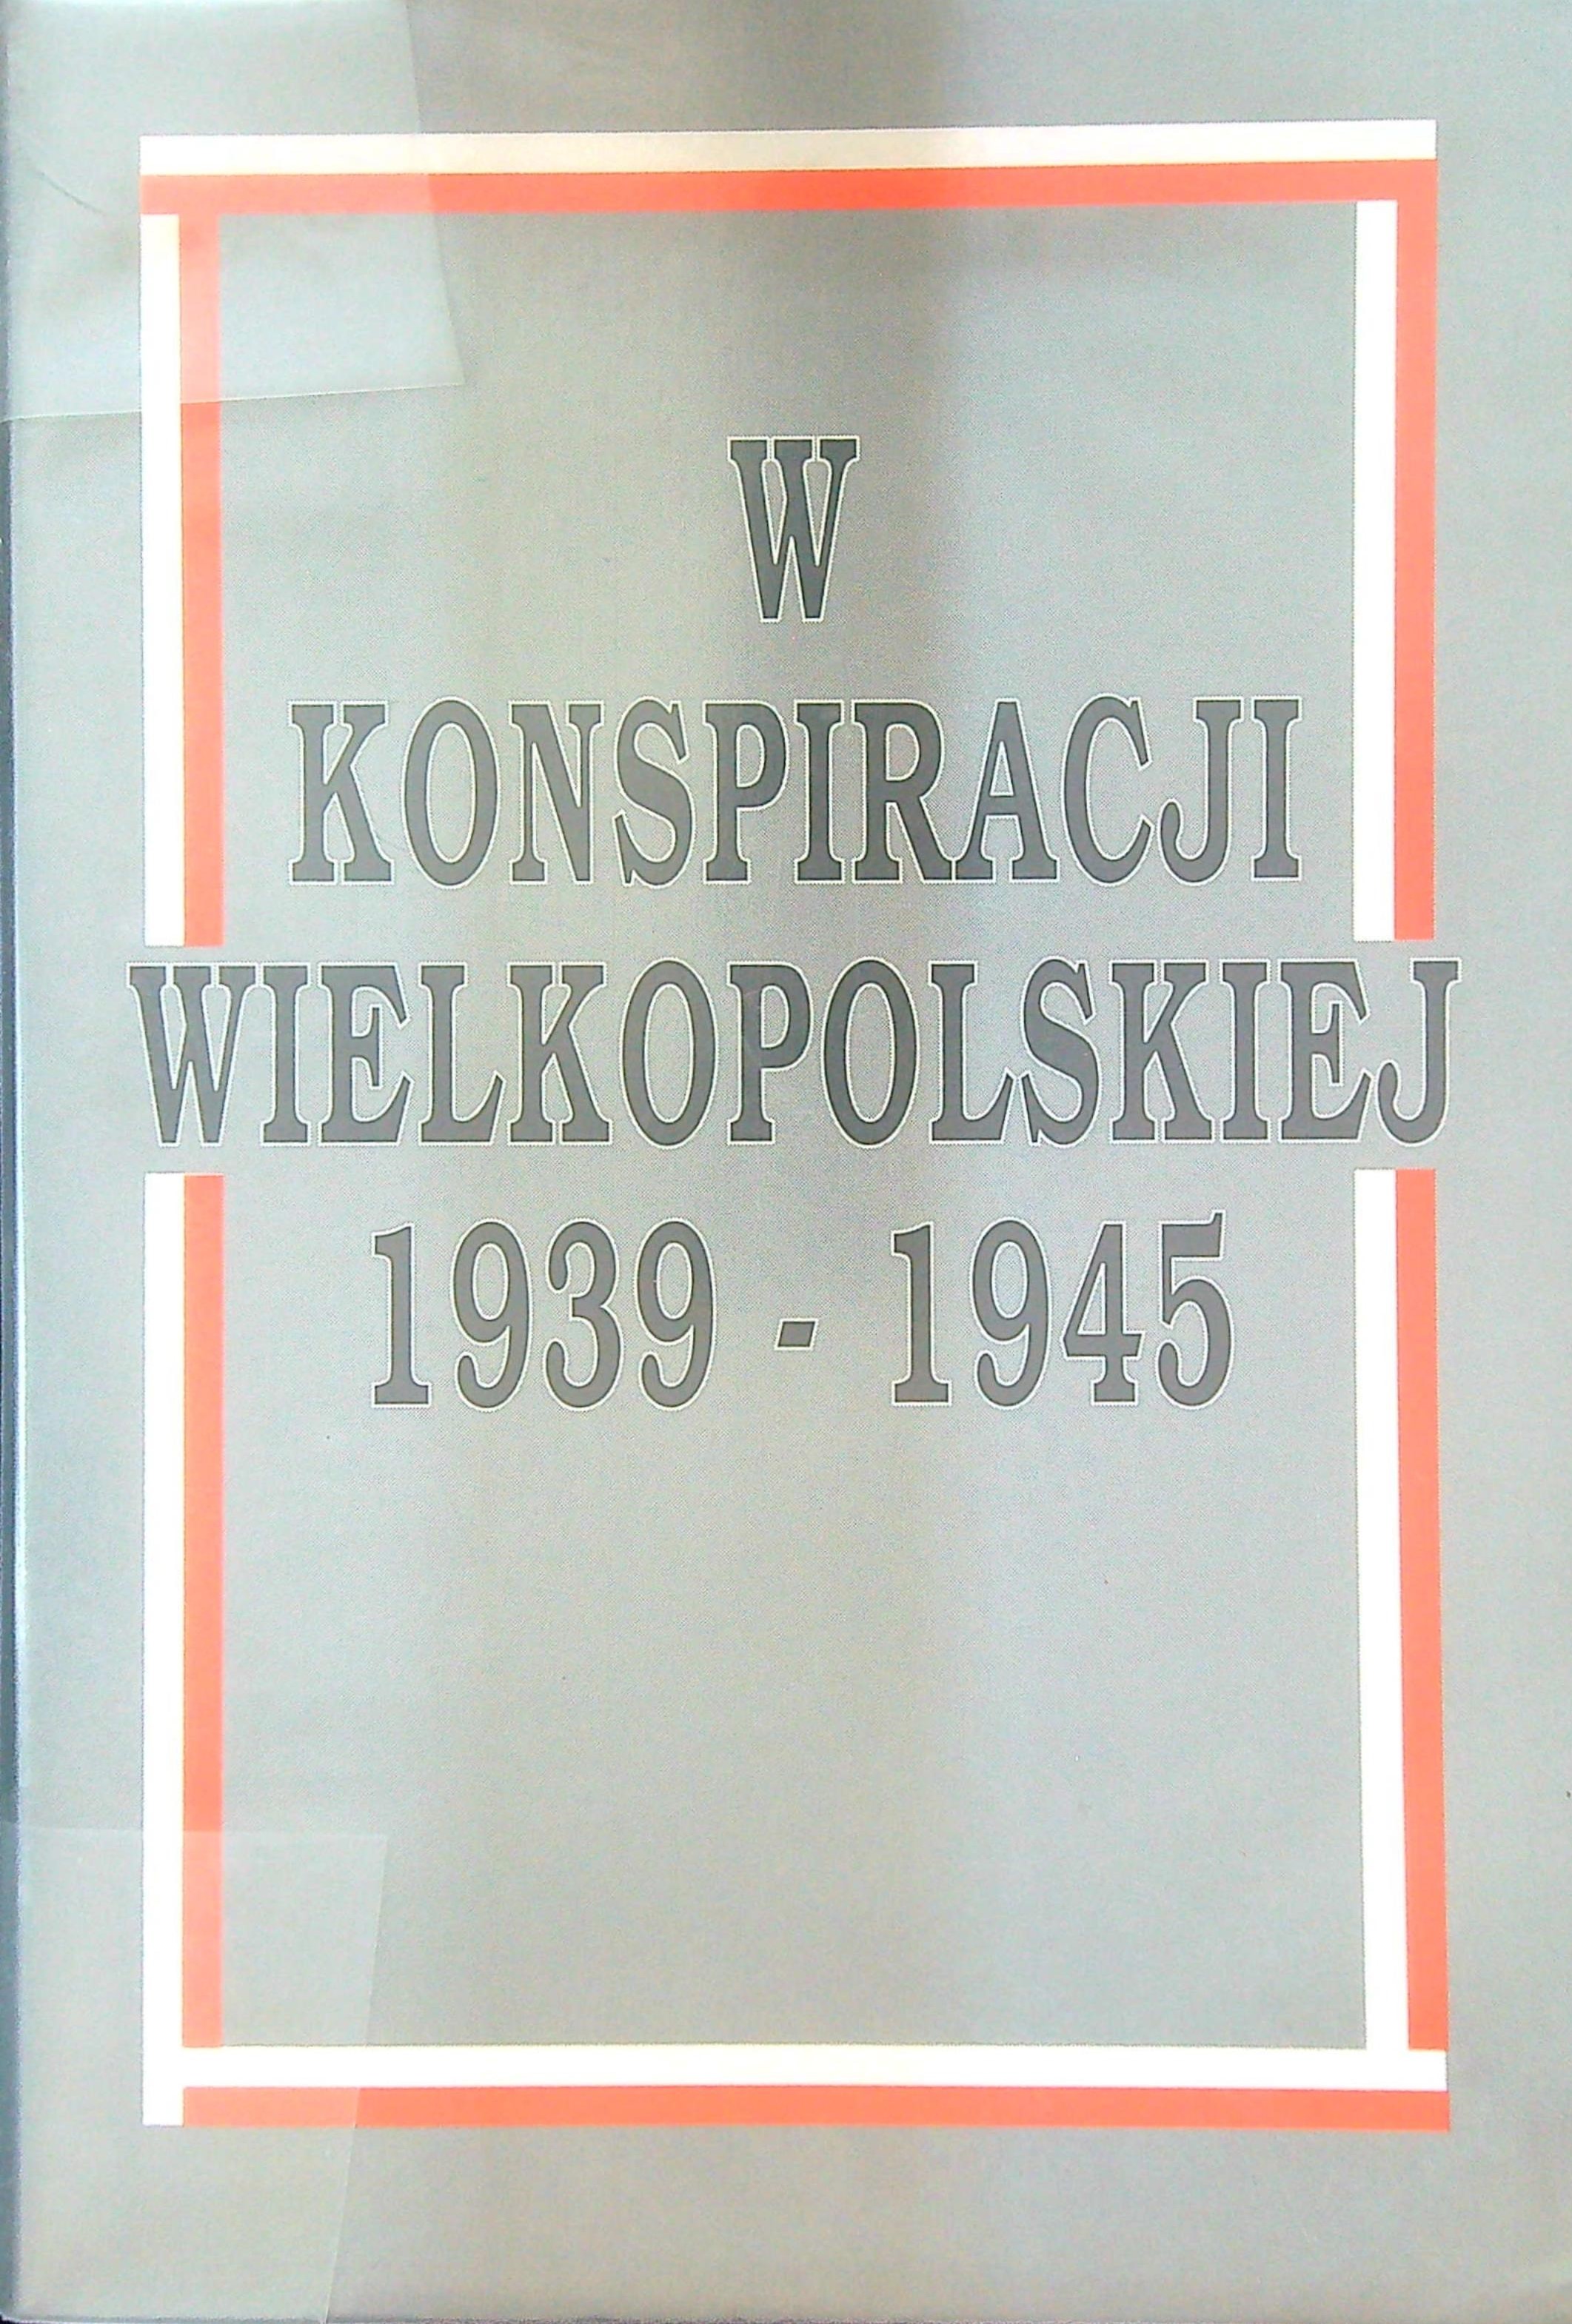 W
KONSPIRACJI
WIELKOPOLSKIEJ
1939 - 1945